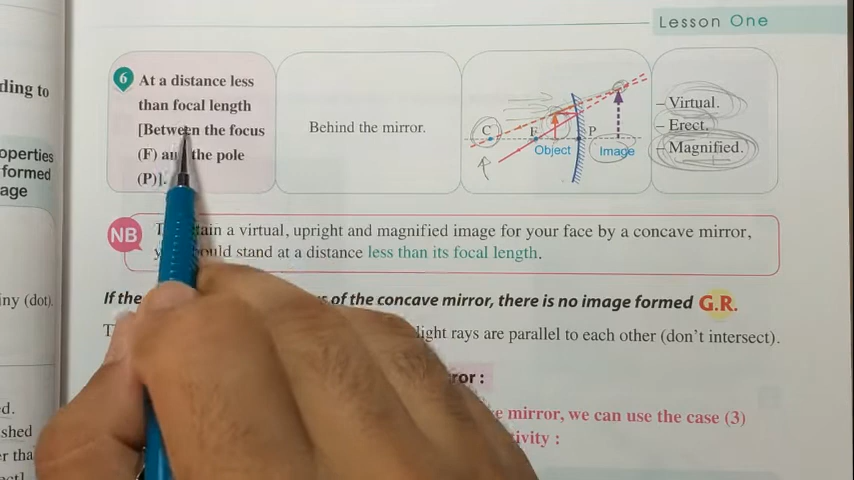 Lesson One
ding to
operties
formed
age
iny (dot).
d.
shed
er tha
ect]
6 At a distance less
than focal length
[Between the focus
(F) and the pole
(P)].
Behind the mirror.
C F P
Object Image
– Virtual.
– Erect.
– Magnified.
NB
tain a virtual, upright and magnified image for your face by a concave mirror,
ould stand at a distance less than its focal length.
If the of the concave mirror, there is no image formed G.R.
light rays are parallel to each other (don't intersect).
ror :
mirror, we can use the case (3)
ivity :